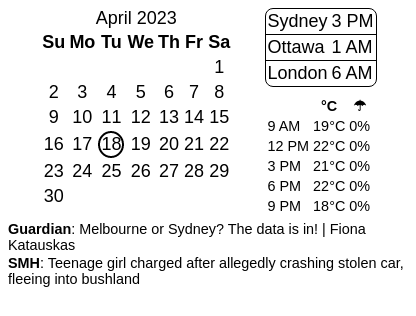 April 2023
Su Mo Tu We Th Fr Sa
1
2 3 4 5 6 7 8
9 10 11 12 13 14 15
16 17 18 19 20 21 22
23 24 25 26 27 28 29
30
Sydney 3 PM
Ottawa 1 AM
London 6 AM
°C ☂
9 AM 19°C 0%
12 PM 22°C 0%
3 PM 21°C 0%
6 PM 22°C 0%
9 PM 18°C 0%
Guardian: Melbourne or Sydney? The data is in! | Fiona
Katauskas
SMH: Teenage girl charged after allegedly crashing stolen car,
fleeing into bushland